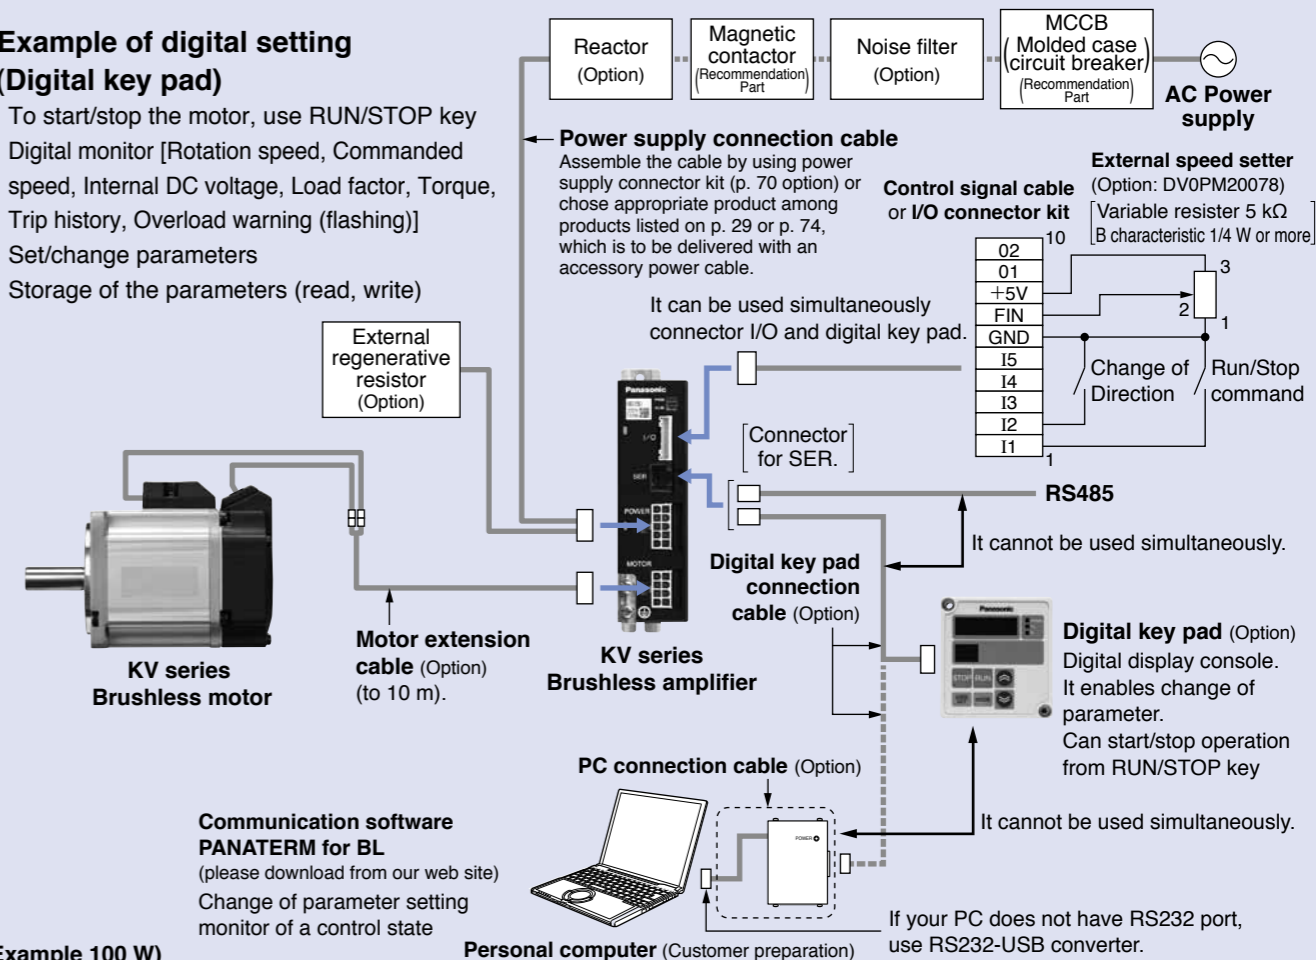 Example of digital setting
(Digital key pad)
To start/stop the motor, use RUN/STOP key
Digital monitor [Rotation speed, Commanded
speed, Internal DC voltage, Load factor, Torque,
Trip history, Overload warning (flashing)]
Set/change parameters
Storage of the parameters (read, write)
Reactor
(Option)
Magnetic
contactor
(Recommendation
Part)
Noise filter
(Option)
MCCB
(Molded case
circuit breaker)
(Recommendation
Part)
AC Power
supply
Power supply connection cable
Assemble the cable by using power
supply connector kit (p. 70 option) or
chose appropriate product among
products listed on p. 29 or p. 74,
which is to be delivered with an
accessory power cable.
Control signal cable
or I/O connector kit
External speed setter
(Option: DV0PM20078)
[Variable resister 5 kΩ
B characteristic 1/4 W or more]
10
02
01
+5V
FIN
GND
I5
I4
I3
I2
I1
1
3
2
1
Change of
Direction
Run/Stop
command
It can be used simultaneously
connector I/O and digital key pad.
External
regenerative
resistor
(Option)
Panasonic
I/O
SER
POWER
MOTOR
[Connector
for SER.]
RS485
It cannot be used simultaneously.
Digital key pad
connection
cable (Option)
KV series
Brushless motor
Motor extension
cable (Option)
(to 10 m).
KV series
Brushless amplifier
Panasonic
STOP
RUN
MODE
Digital key pad (Option)
Digital display console.
It enables change of
parameter.
Can start/stop operation
from RUN/STOP key
PC connection cable (Option)
POWER
It cannot be used simultaneously.
Communication software
PANATERM for BL
(please download from our web site)
Change of parameter setting
monitor of a control state
Personal computer (Customer preparation)
If your PC does not have RS232 port,
use RS232-USB converter.
Example 100 W)